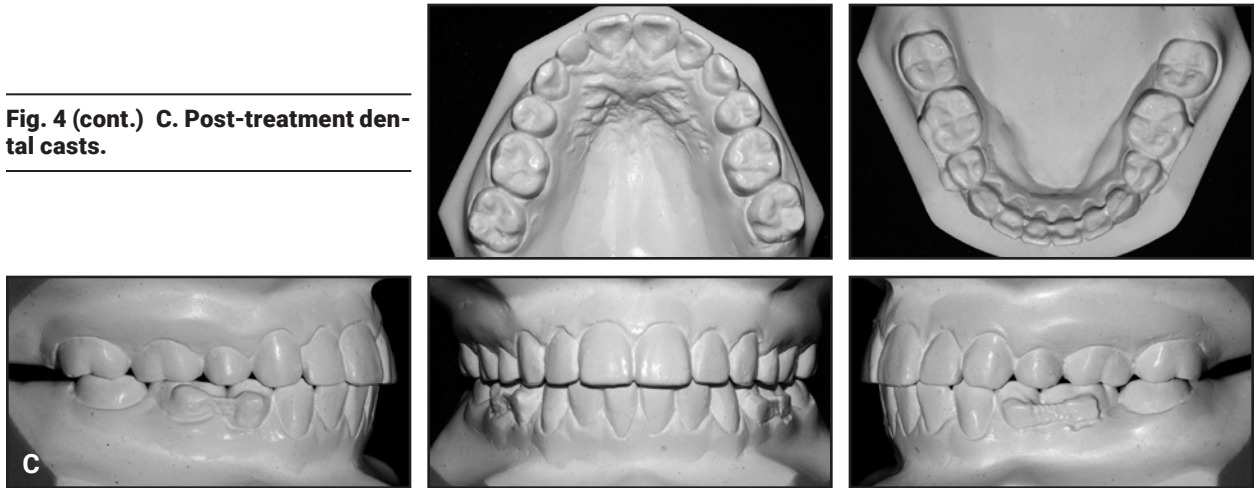 Fig. 4 (cont.) C. Post-treatment den-
tal casts.
C